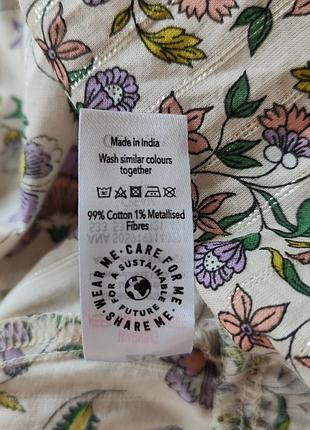 Made in India
Wash similar colours
together
99% Cotton 1% Metallised
Fibres
WEAR ME. CARE FOR ME. SHARE ME.
FOR A SUSTAINABLE FUTURE